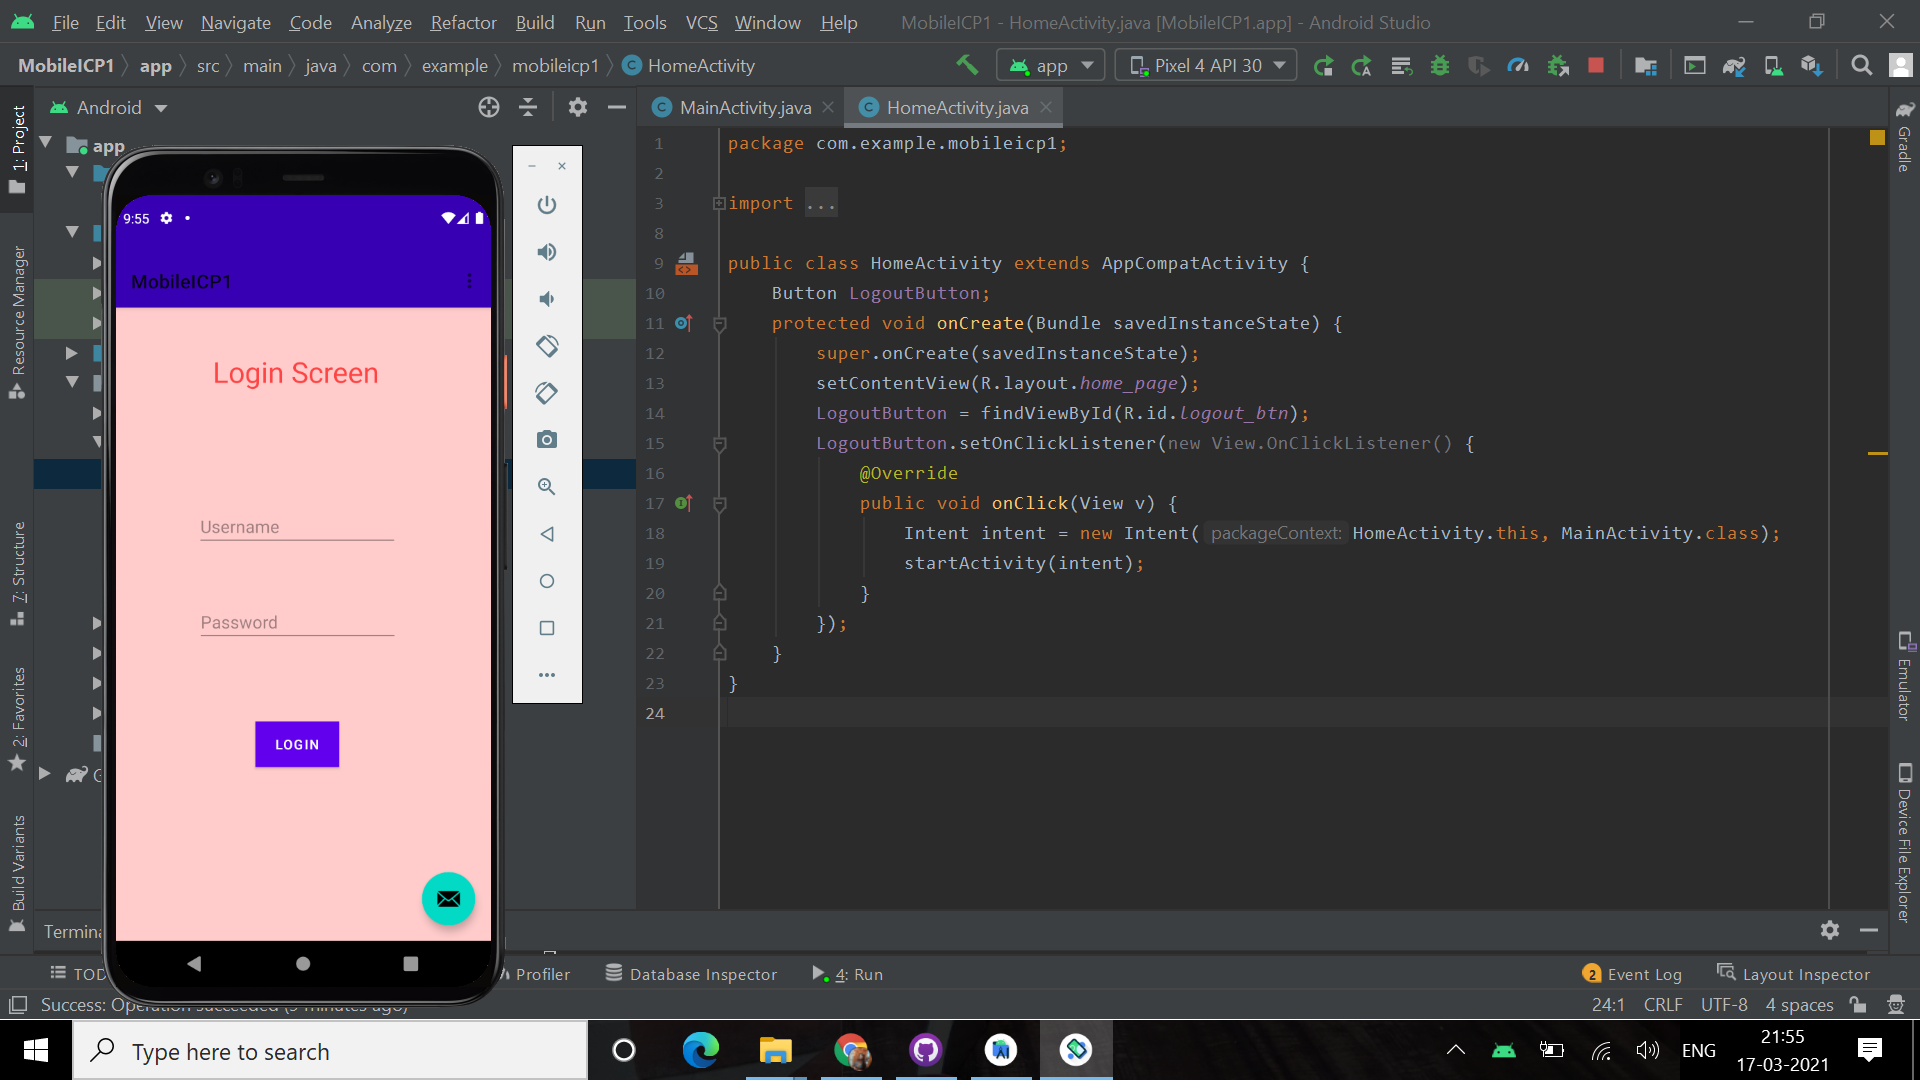 File Edit View Navigate Code Analyze Refactor Build Run Tools VCS Window Help MobileICP1 - HomeActivity.java [MobileICP1.app] - Android Studio
MobileICP1 app src main java com example mobileicp1 HomeActivity app Pixel 4 API 30
Android
MainActivity.java HomeActivity.java
1: Project
Resource Manager
7: Structure
2: Favorites
Build Variants
app
9:55
MobileICP1
Login Screen
Username
Password
LOGIN
1 package com.example.mobileicp1;
2
3 import ...
8
9 public class HomeActivity extends AppCompatActivity {
10 Button LogoutButton;
11 protected void onCreate(Bundle savedInstanceState) {
12 super.onCreate(savedInstanceState);
13 setContentView(R.layout.home_page);
14 LogoutButton = findViewById(R.id.logout_btn);
15 LogoutButton.setOnClickListener(new View.OnClickListener() {
16 @Override
17 public void onClick(View v) {
18 Intent intent = new Intent( packageContext: HomeActivity.this, MainActivity.class);
19 startActivity(intent);
20 }
21 });
22 }
23 }
24
Gradle
Emulator
Device File Explorer
Termina
TOD Profiler Database Inspector 4: Run 2 Event Log Layout Inspector
Success: Operation succeeded (5 minutes ago) 24:1 CRLF UTF-8 4 spaces
Type here to search ENG 21:55
17-03-2021